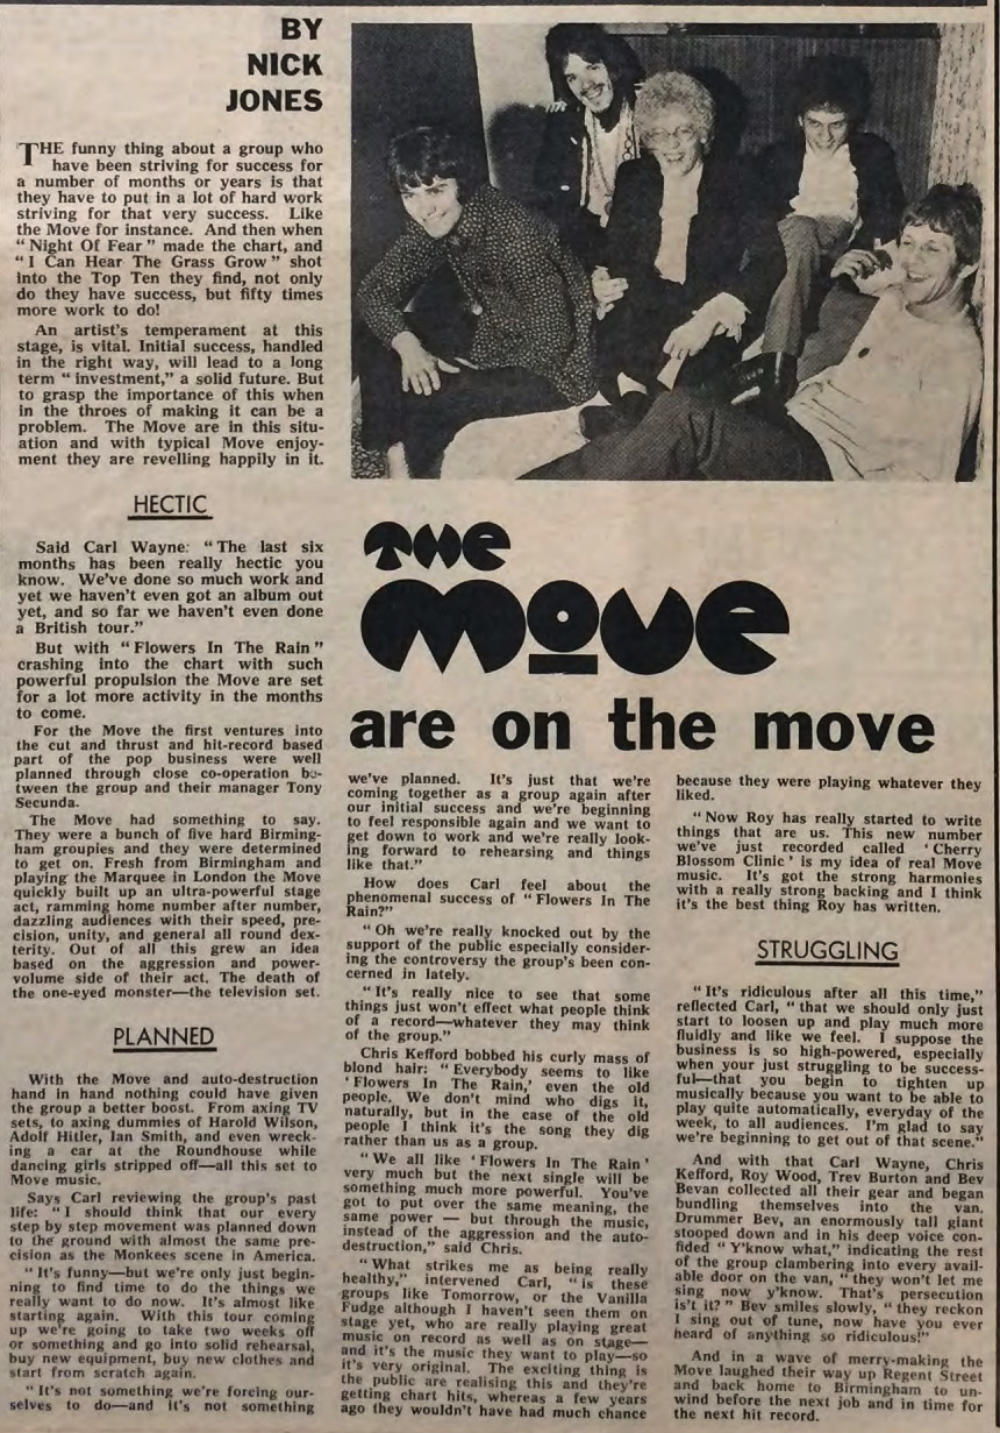 BY
NICK
JONES
THE funny thing about a group who
have been striving for success for
a number of months or years is that
they have to put in a lot of hard work
striving for that very success. Like
the Move for instance. And then when
“Night Of Fear” made the chart, and
“I Can Hear The Grass Grow” shot
into the Top Ten they find, not only
do they have success, but fifty times
more work to do!
An artist's temperament at this
stage, is vital. Initial success, handled
in the right way, will lead to a long
term “investment,” a solid future. But
to grasp the importance of this when
in the throes of making it can be a
problem. The Move are in this situ-
ation and with typical Move enjoy-
ment they are revelling happily in it.
HECTIC
Said Carl Wayne: “The last six
months has been really hectic you
know. We've done so much work and
yet we haven't even got an album out
yet, and so far we haven't even done
a British tour.”
But with “Flowers In The Rain”
crashing into the chart with such
powerful propulsion the Move are set
for a lot more activity in the months
to come.
For the Move the first ventures into
the cut and thrust and hit-record based
part of the pop business were well
planned through close co-operation be-
tween the group and their manager Tony
Secunda.
The Move had something to say.
They were a bunch of five hard Birming-
ham groupies and they were determined
to get on. Fresh from Birmingham and
playing the Marquee in London the Move
quickly built up an ultra-powerful stage
act, ramming home number after number,
dazzling audiences with their speed, pre-
cision, unity, and general all round dex-
terity. Out of all this grew an idea
based on the aggression and power-
volume side of their act. The death of
the one-eyed monster—the television set.
PLANNED
With the Move and auto-destruction
hand in hand nothing could have given
the group a better boost. From axing TV
sets, to axing dummies of Harold Wilson,
Adolf Hitler, Ian Smith, and even wreck-
ing a car at the Roundhouse while
dancing girls stripped off—all this set to
Move music.
Says Carl reviewing the group's past
life: “I should think that our every
step by step movement was planned down
to the ground with almost the same pre-
cision as the Monkees scene in America.
“It's funny—but we're only just begin-
ning to find time to do the things we
really want to do now. It's almost like
starting again. With this tour coming
up we're going to take two weeks off
or something and go into solid rehearsal,
buy new equipment, buy new clothes and
start from scratch again.
“It's not something we're forcing our-
selves to do—and it's not something
THE
MOVE
are on the move
we've planned. It's just that we're
coming together as a group again after
our initial success and we're beginning
to feel responsible again and we want to
get down to work and we're really look-
ing forward to rehearsing and things
like that.”
How does Carl feel about the
phenomenal success of “Flowers In The
Rain?”
“Oh we're really knocked out by the
support of the public especially consider-
ing the controversy the group's been con-
cerned in lately.
“It's really nice to see that some
things just won't effect what people think
of a record—whatever they may think
of the group.”
Chris Kefford bobbed his curly mass of
blond hair: “Everybody seems to like
‘Flowers In The Rain,’ even the old
people. We don't mind who digs it,
naturally, but in the case of the old
people I think it's the song they dig
rather than us as a group.
“We all like ‘Flowers In The Rain’
very much but the next single will be
something much more powerful. You've
got to put over the same meaning, the
same power — but through the music,
instead of the aggression and the auto-
destruction,” said Chris.
“What strikes me as being really
healthy,” intervened Carl, “is these
groups like Tomorrow, or the Vanilla
Fudge although I haven't seen them on
stage yet, who are really playing great
music on record as well as on stage—
and it's the music they want to play—so
it's very original. The exciting thing is
the public are realising this and they're
getting chart hits, whereas a few years
ago they wouldn't have had much chance
because they were playing whatever they
liked.
“Now Roy has really started to write
things that are us. This new number
we've just recorded called ‘Cherry
Blossom Clinic’ is my idea of real Move
music. It's got the strong harmonies
with a really strong backing and I think
it's the best thing Roy has written.
STRUGGLING
“It's ridiculous after all this time,”
reflected Carl, “that we should only just
start to loosen up and play much more
fluidly and like we feel. I suppose the
business is so high-powered, especially
when your just struggling to be success-
ful—that you begin to tighten up
musically because you want to be able to
play quite automatically, everyday of the
week, to all audiences. I'm glad to say
we're beginning to get out of that scene.”
And with that Carl Wayne, Chris
Kefford, Roy Wood, Trev Burton and Bev
Bevan collected all their gear and began
bundling themselves into the van.
Drummer Bev, an enormously tall giant
stooped down and in his deep voice con-
fided “Y'know what,” indicating the rest
of the group clambering into every avail-
able door on the van, “they won't let me
sing now y'know. That's persecution
is't it?” Bev smiles slowly, “they reckon
I sing out of tune, now have you ever
heard of anything so ridiculous!”
And in a wave of merry-making the
Move laughed their way up Regent Street
and back home to Birmingham to un-
wind before the next job and in time for
the next hit record.